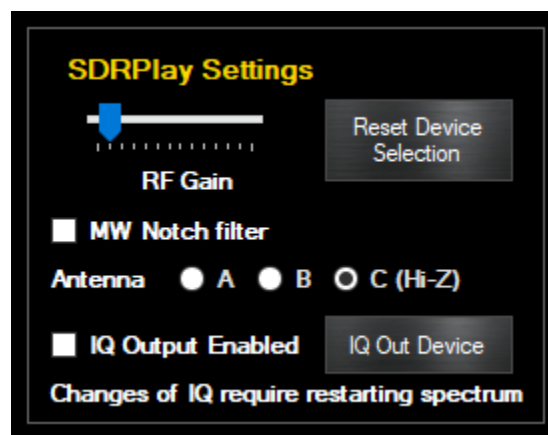 SDRPlay Settings
Reset Device
Selection
RF Gain
MW Notch filter
Antenna A B C (Hi-Z)
IQ Output Enabled IQ Out Device
Changes of IQ require restarting spectrum